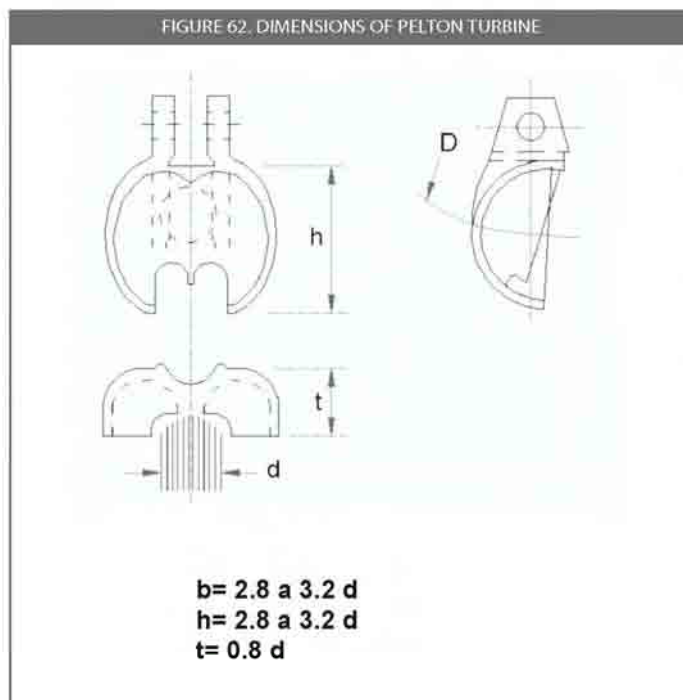 FIGURE 62. DIMENSIONS OF PELTON TURBINE
D
h
t
d
b= 2.8 a 3.2 d
h= 2.8 a 3.2 d
t= 0.8 d